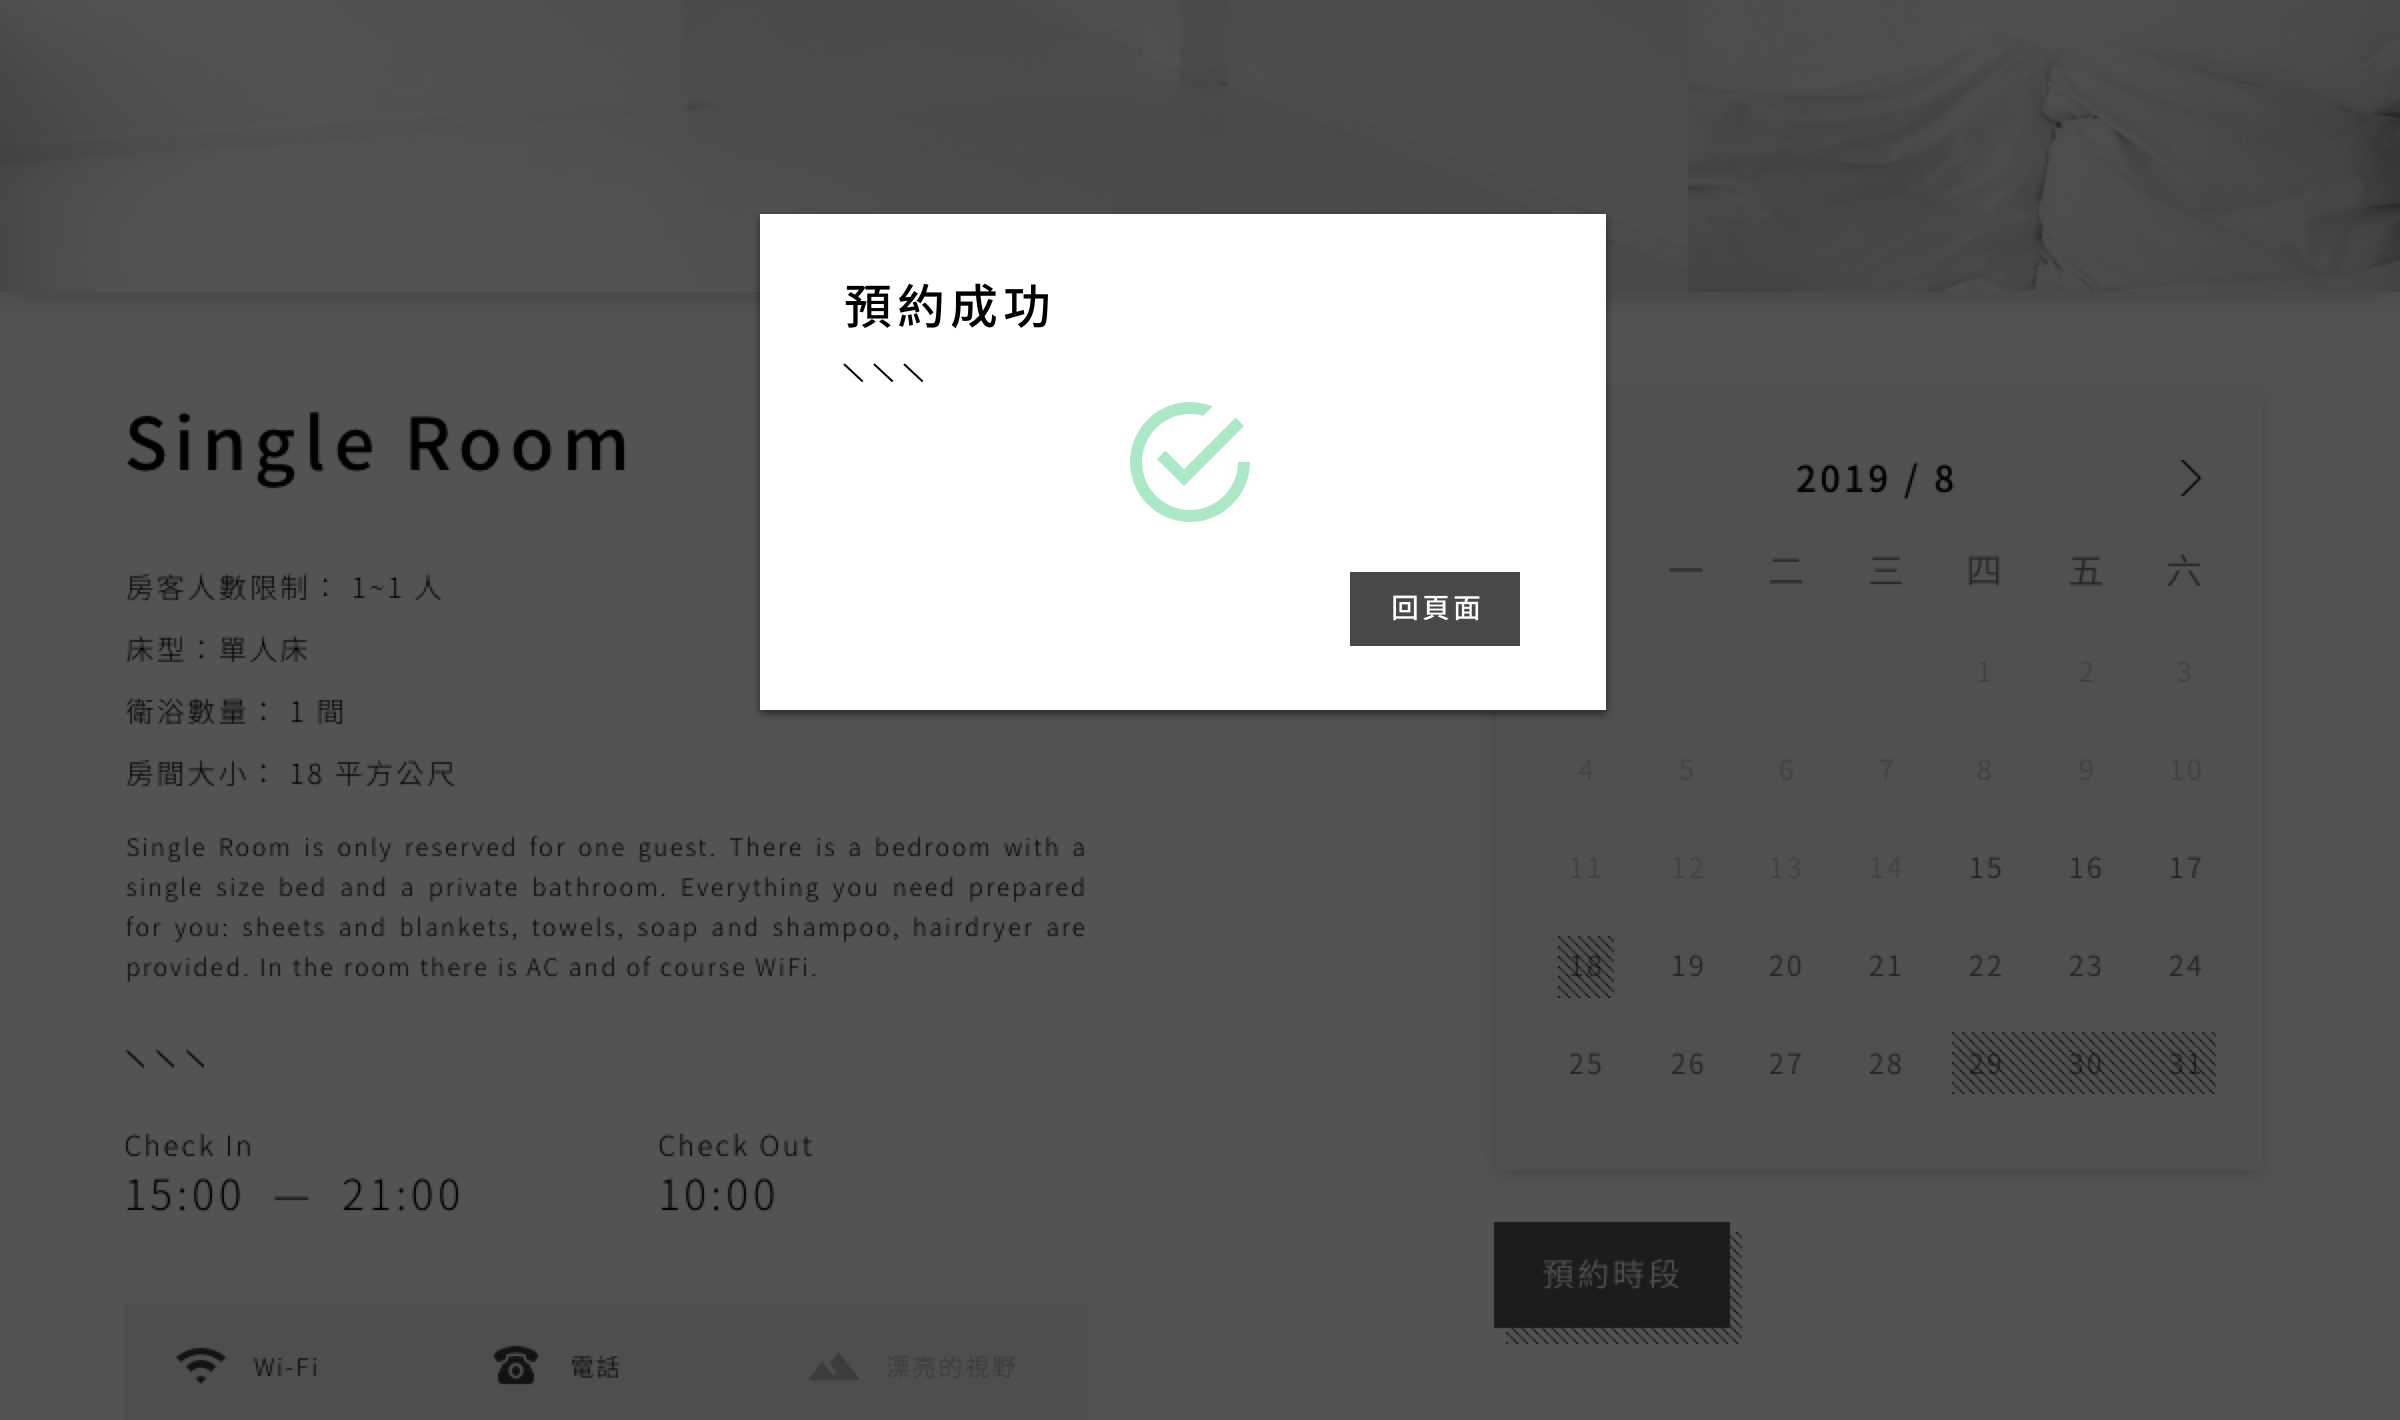 預約成功
回頁面
Single Room
房客人數限制： 1~1 人
床型：單人床
衛浴數量： 1 間
房間大小： 18 平方公尺
Single Room is only reserved for one guest. There is a bedroom with a
single size bed and a private bathroom. Everything you need prepared
for you: sheets and blankets, towels, soap and shampoo, hairdryer are
provided. In the room there is AC and of course WiFi.
Check In
15:00 — 21:00
Check Out
10:00
Wi-Fi
電話
漂亮的視野
2019 / 8
一 二 三 四 五 六
1 2 3
4 5 6 7 8 9 10
11 12 13 14 15 16 17
18 19 20 21 22 23 24
25 26 27 28 29 30 31
預約時段